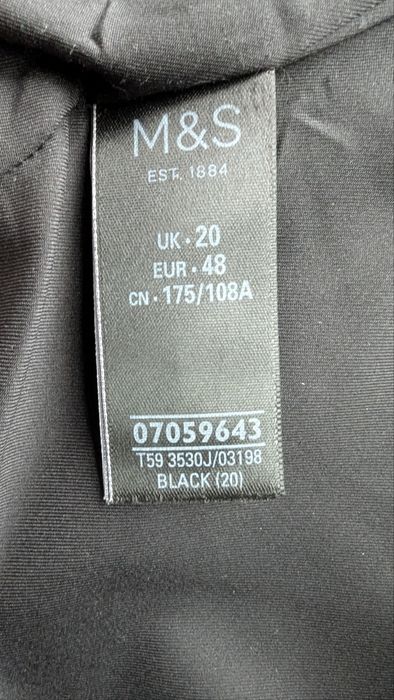 M&S
EST. 1884
UK • 20
EUR • 48
CN • 175/108A
07059643
T59 3530J/03198
BLACK (20)